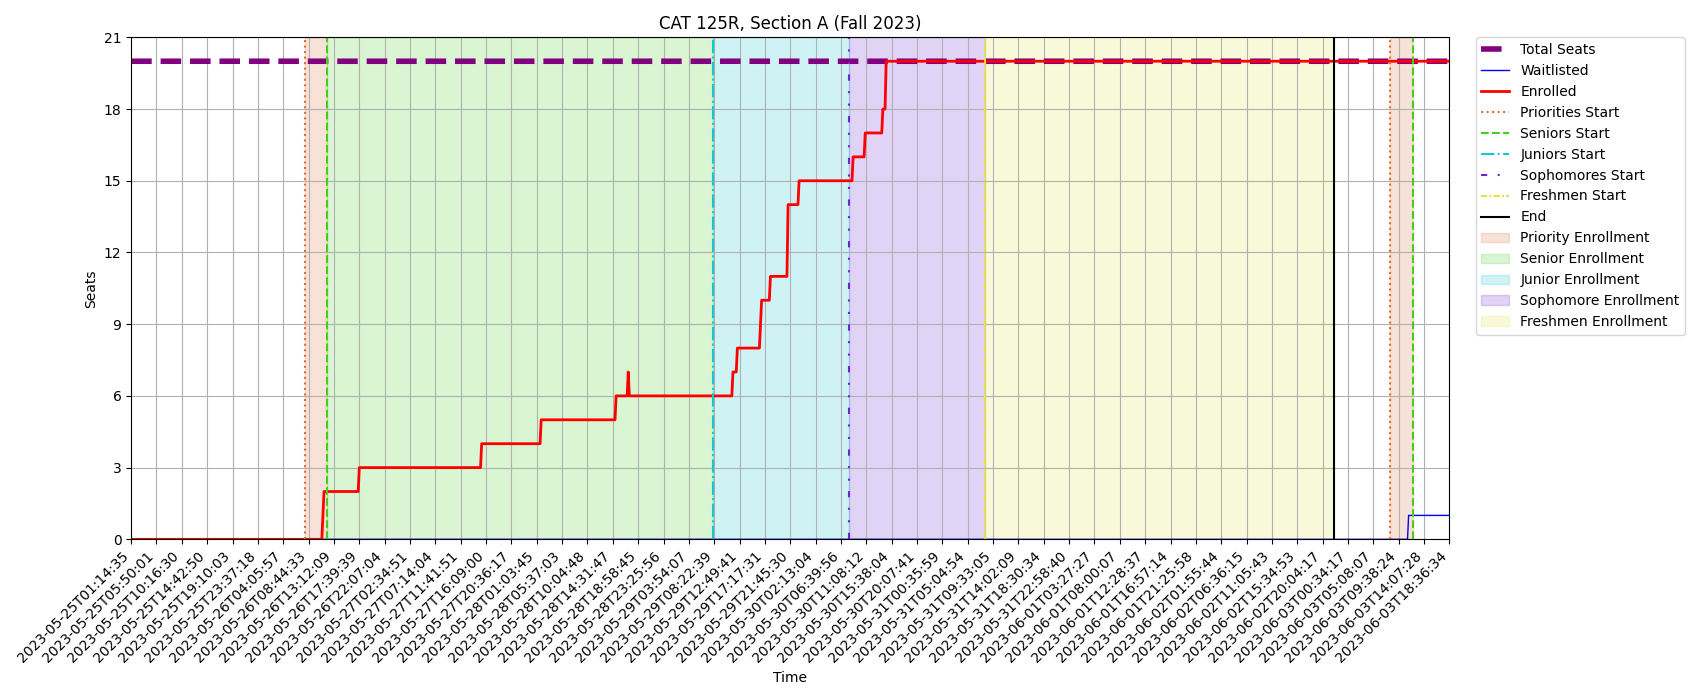 CAT 125R, Section A (Fall 2023)
21
18
15
12
9
6
3
0
Seats
2023-05-25T01:14:35
2023-05-25T05:50:01
2023-05-25T10:16:30
2023-05-25T14:42:50
2023-05-25T19:10:03
2023-05-25T23:37:18
2023-05-26T04:05:57
2023-05-26T08:44:33
2023-05-26T13:12:09
2023-05-26T17:39:39
2023-05-26T22:07:04
2023-05-27T02:34:51
2023-05-27T07:14:04
2023-05-27T11:41:51
2023-05-27T16:09:00
2023-05-27T20:36:17
2023-05-28T01:03:45
2023-05-28T05:37:03
2023-05-28T10:04:48
2023-05-28T14:31:47
2023-05-28T18:58:45
2023-05-28T23:25:56
2023-05-29T03:54:07
2023-05-29T08:22:39
2023-05-29T12:49:41
2023-05-29T17:17:31
2023-05-29T21:45:30
2023-05-30T02:13:04
2023-05-30T06:39:56
2023-05-30T11:08:12
2023-05-30T15:38:04
2023-05-30T20:07:41
2023-05-31T00:35:59
2023-05-31T05:04:54
2023-05-31T09:33:05
2023-05-31T14:02:09
2023-05-31T18:30:34
2023-05-31T22:58:40
2023-06-01T03:27:27
2023-06-01T08:00:07
2023-06-01T12:28:37
2023-06-01T16:57:14
2023-06-01T21:25:58
2023-06-02T01:55:44
2023-06-02T06:36:15
2023-06-02T11:05:43
2023-06-02T15:34:53
2023-06-02T20:04:17
2023-06-03T00:34:17
2023-06-03T05:08:07
2023-06-03T09:38:24
2023-06-03T14:07:28
2023-06-03T18:36:34
Time
Total Seats
Waitlisted
Enrolled
Priorities Start
Seniors Start
Juniors Start
Sophomores Start
Freshmen Start
End
Priority Enrollment
Senior Enrollment
Junior Enrollment
Sophomore Enrollment
Freshmen Enrollment